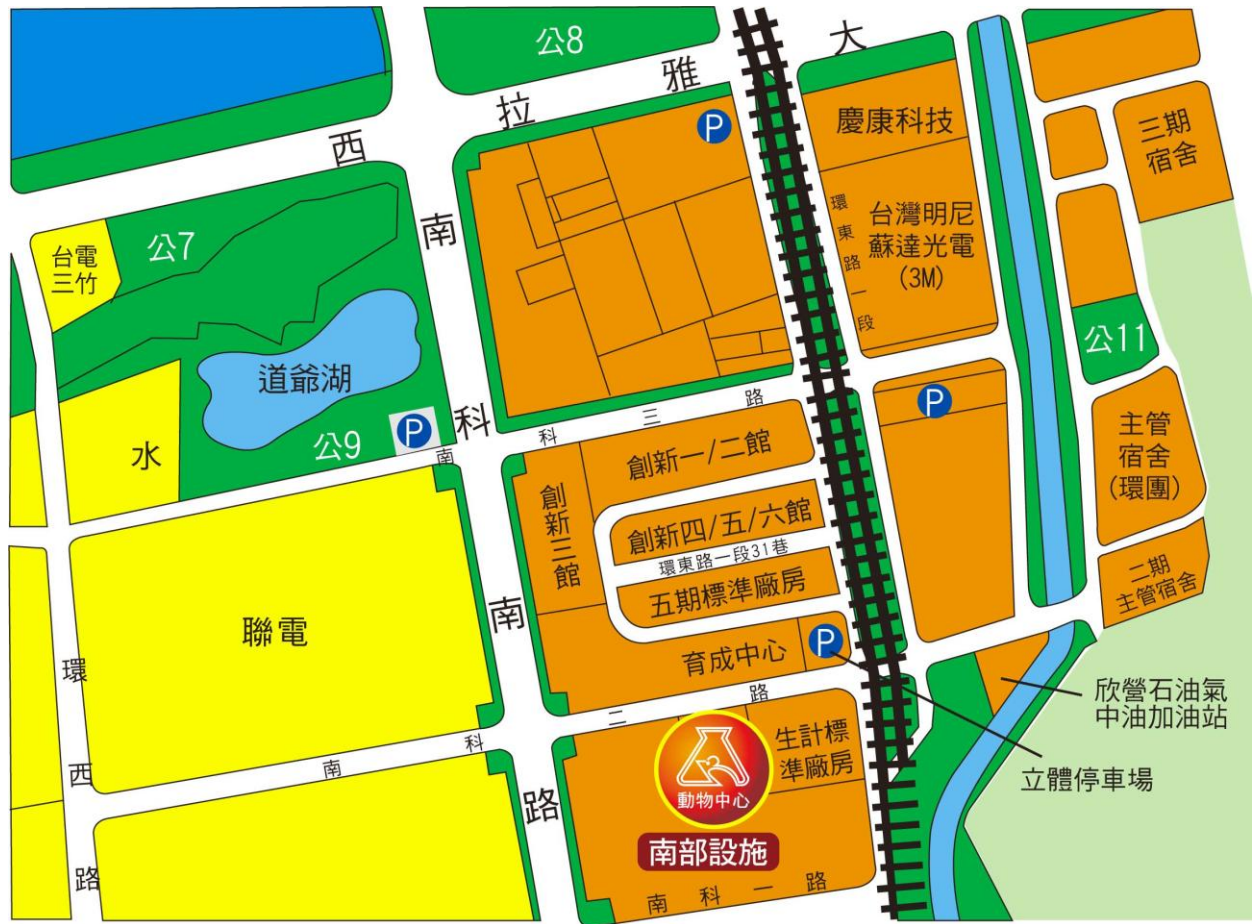 公8
西拉雅大
P
慶康科技
三期
宿舍
台電
三竹
公7
南科南路
台灣明尼
蘇達光電
(3M)
環東路一段
道爺湖
公11
水
公9
P
南科三路
P
創新一/二館
主管
宿舍
(環團)
創新三館
創新四/五/六館
環東路一段31巷
五期標準廠房
二期
主管宿舍
聯電
育成中心
P
環西路
南科二路
欣營石油氣
中油加油站
生計標
準廠房
立體停車場
動物中心
南部設施
南科一路